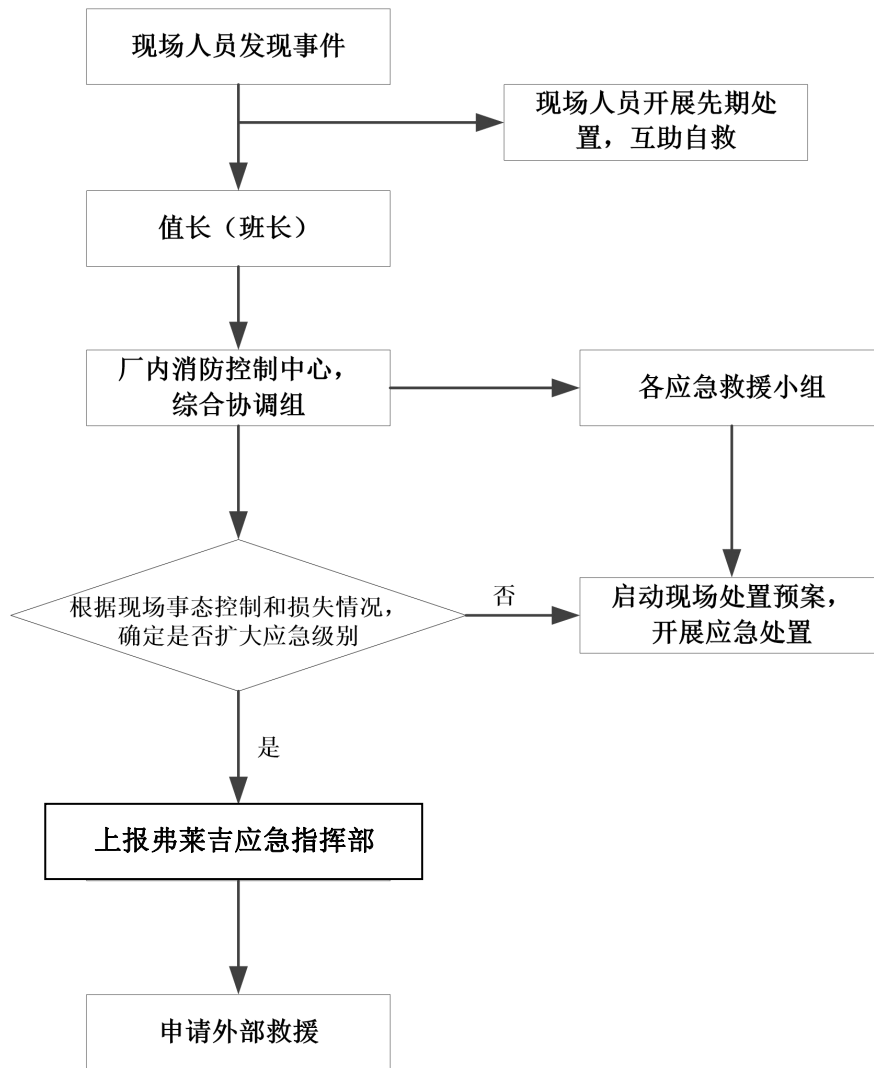 现场人员发现事件
现场人员开展先期处
置，互助自救
值长（班长）
厂内消防控制中心，
综合协调组
各应急救援小组
根据现场事态控制和损失情况，
确定是否扩大应急级别
否
启动现场处置预案，
开展应急处置
是
上报弗莱吉应急指挥部
申请外部救援